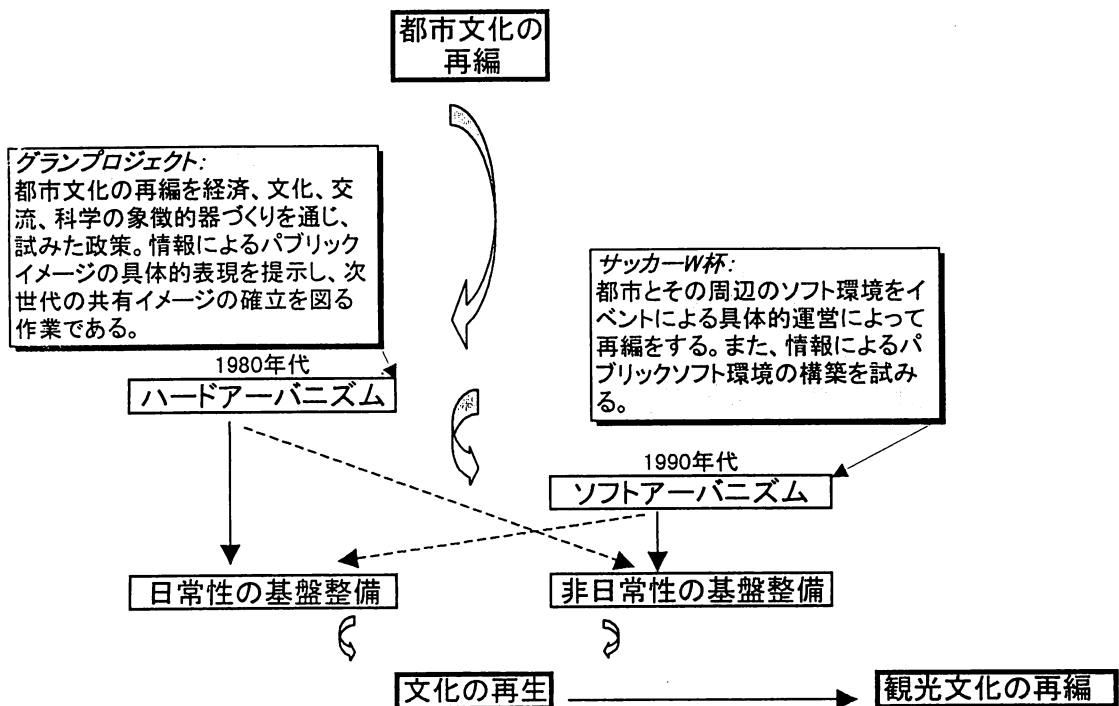 都市文化の
再編
グランプロジェクト:
都市文化の再編を経済、文化、交
流、科学の象徴的器づくりを通じ、
試みた政策。情報によるパブリック
イメージの具体的表現を提示し、次
世代の共有イメージの確立を図る
作業である。
サッカーW杯:
都市とその周辺のソフト環境をイ
ベントによる具体的運営によって
再編をする。また、情報によるパ
ブリックソフト環境の構築を試み
る。
1980年代
ハードアーバニズム
1990年代
ソフトアーバニズム
日常性の基盤整備
非日常性の基盤整備
文化の再生
観光文化の再編